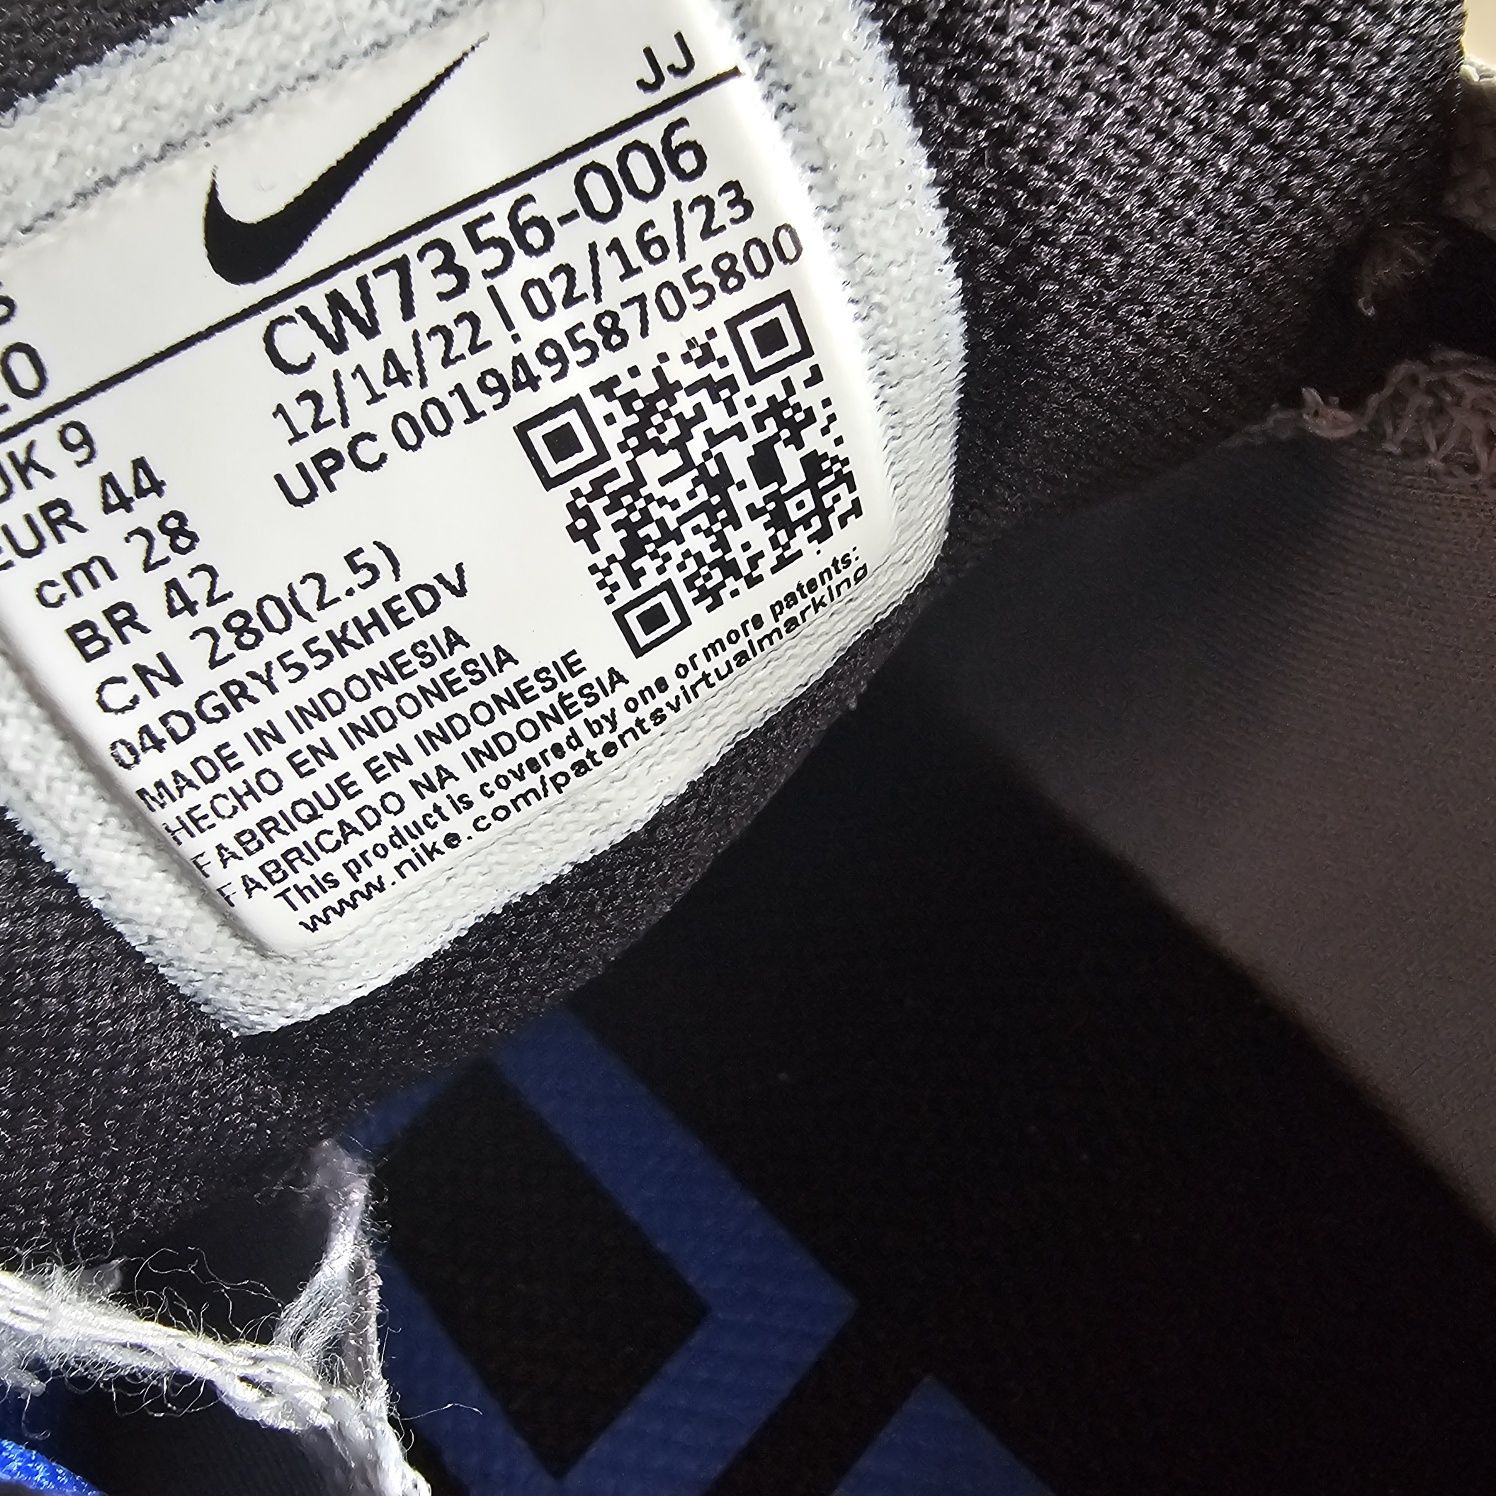 JJ
CW7356-006
12/14/22 | 02/16/23
UPC 00194958705800
UK 9
EUR 44
cm 28
BR 42
CN 280(2.5)
04DGRY55KHEDV
MADE IN INDONESIA
HECHO EN INDONESIA
FABRIQUE EN INDONESIE
FABRICADO NA INDONÉSIA
This product is covered by one or more patents:
www.nike.com/patentsvirtualmarking